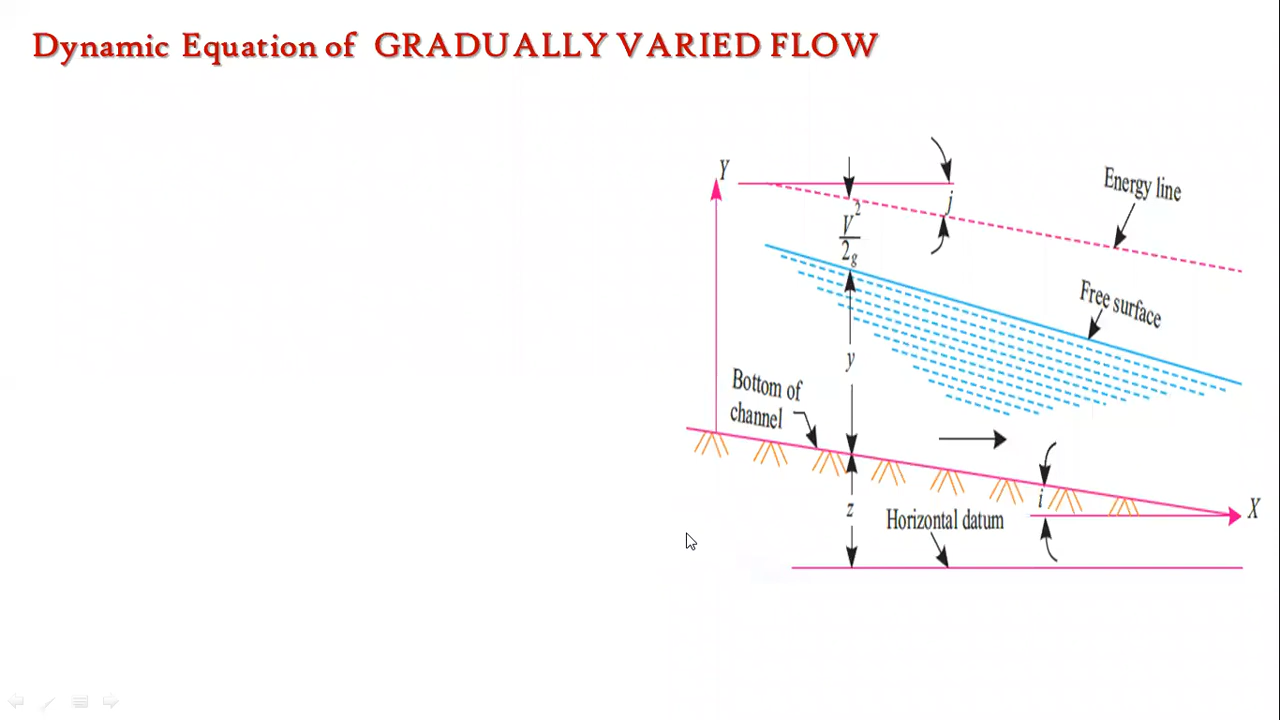 Dynamic Equation of GRADUALLY VARIED FLOW
Y
j
Energy line
V²
2g
Free surface
y
Bottom of
channel
i
z
X
Horizontal datum